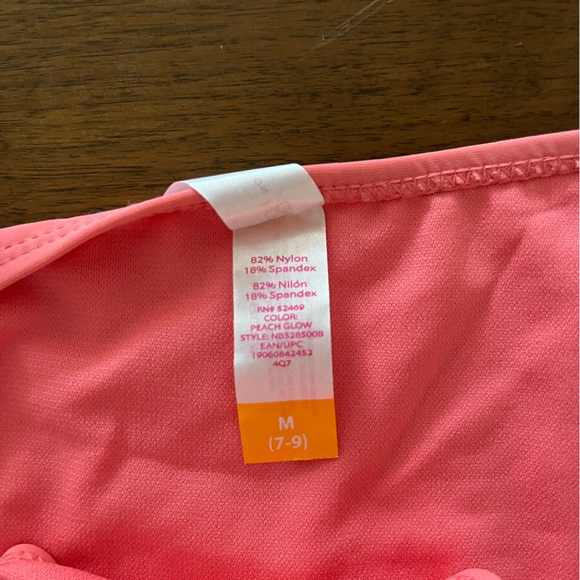 82% Nylon
18% Spandex
82% Nilón
18% Spandex
RN# 52469
COLOR:
PEACH GLOW
STYLE: NB528500B
EAN/UPC
19060842452
4Q7
M
(7-9)